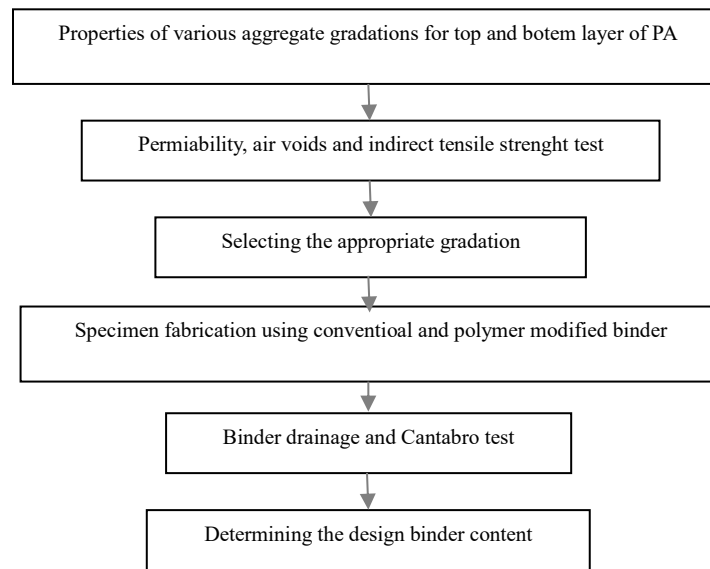 Properties of various aggregate gradations for top and botem layer of PA
Permiability, air voids and indirect tensile strenght test
Selecting the appropriate gradation
Specimen fabrication using conventioal and polymer modified binder
Binder drainage and Cantabro test
Determining the design binder content